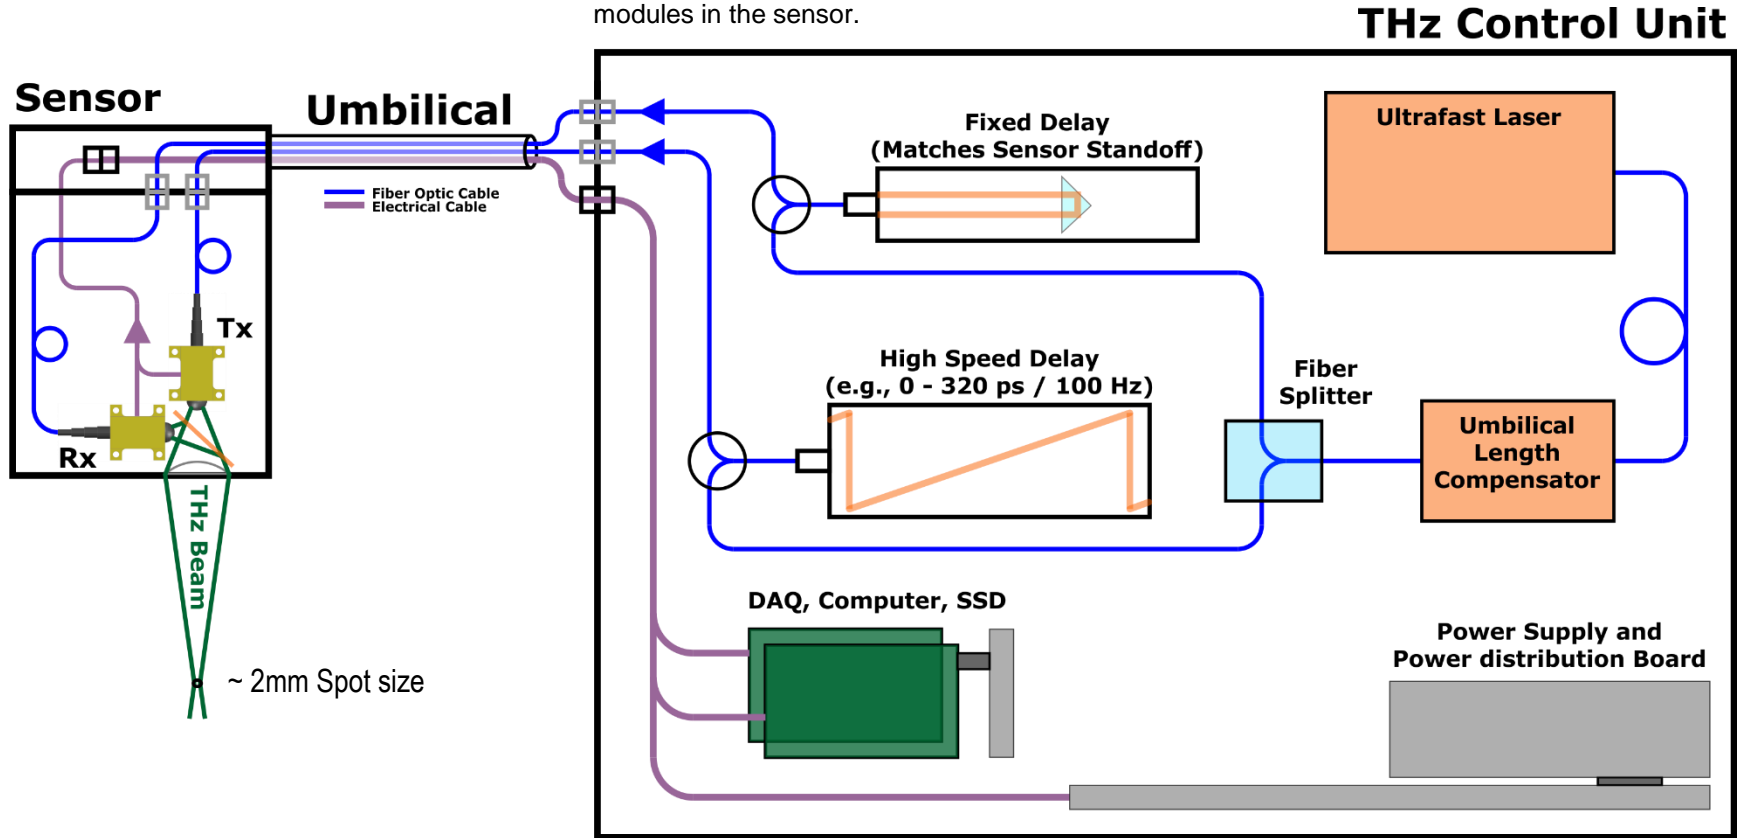 modules in the sensor.
THz Control Unit
Sensor
Umbilical
Fiber Optic Cable
Electrical Cable
Fixed Delay
(Matches Sensor Standoff)
Ultrafast Laser
Tx
Rx
THz Beam
~ 2mm Spot size
High Speed Delay
(e.g., 0 - 320 ps / 100 Hz)
Fiber
Splitter
Umbilical
Length
Compensator
DAQ, Computer, SSD
Power Supply and
Power distribution Board